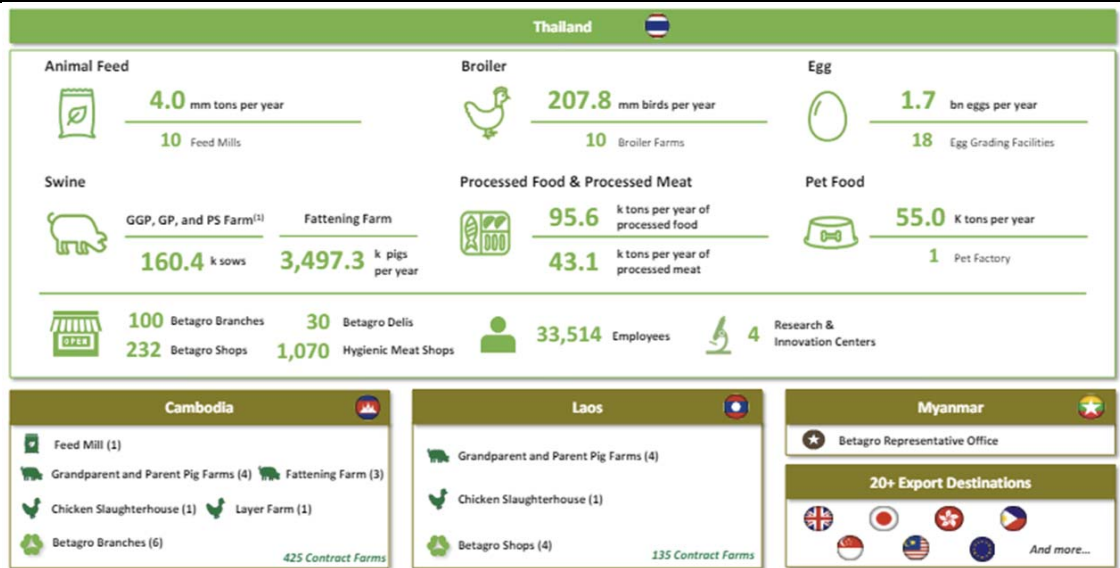 Thailand
Animal Feed
4.0 mm tons per year
10 Feed Mills
Broiler
207.8 mm birds per year
10 Broiler Farms
Egg
1.7 bn eggs per year
18 Egg Grading Facilities
Swine
GGP, GP, and PS Farm(1)
160.4 k sows
Fattening Farm
3,497.3 k pigs
per year
Processed Food & Processed Meat
95.6 k tons per year of
processed food
43.1 k tons per year of
processed meat
Pet Food
55.0 K tons per year
1 Pet Factory
OPEN
100 Betagro Branches
232 Betagro Shops
30 Betagro Delis
1,070 Hygienic Meat Shops
33,514 Employees
4 Research &
Innovation Centers
Cambodia
Feed Mill (1)
Grandparent and Parent Pig Farms (4) Fattening Farm (3)
Chicken Slaughterhouse (1) Layer Farm (1)
Betagro Branches (6)
425 Contract Farms
Laos
Grandparent and Parent Pig Farms (4)
Chicken Slaughterhouse (1)
Betagro Shops (4)
135 Contract Farms
Myanmar
Betagro Representative Office
20+ Export Destinations
And more...